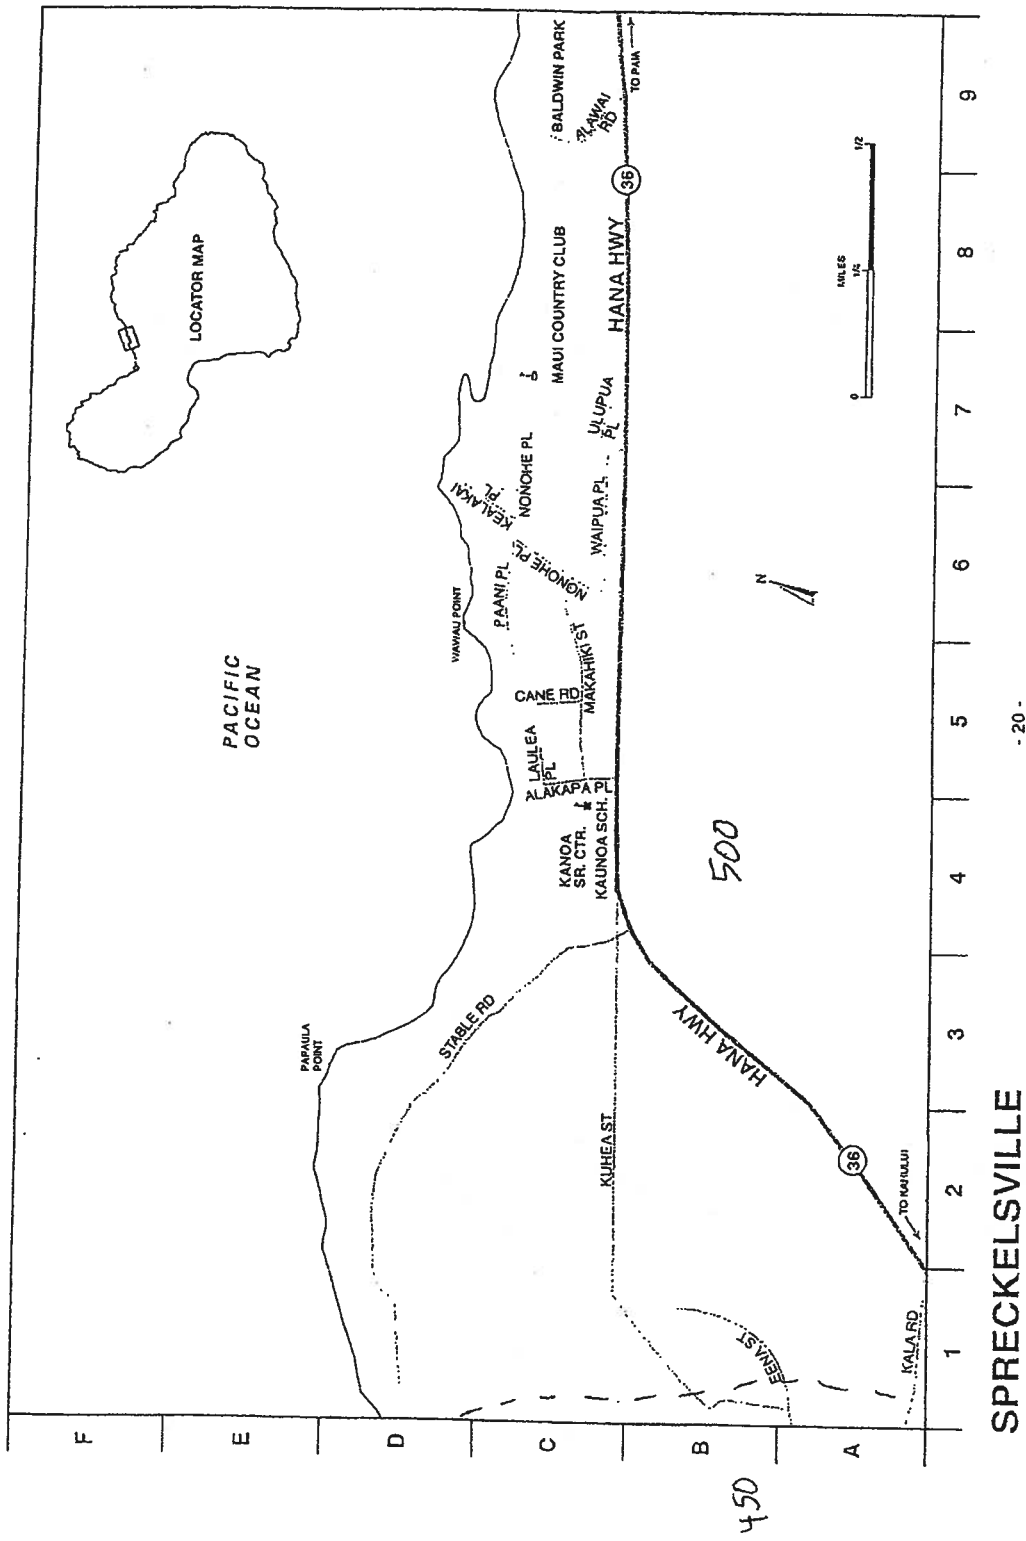 PACIFIC
OCEAN
LOCATOR MAP
PAPAULA
POINT
WAWAU POINT
STABLE RD
KUHEA ST
HANA HWY
36
TO KAHULUI
KALA RD
EENA ST
KANOA
SR. CTR.
KAUNOA SCH.
ALAKAPA PL
LAULEA
PL
CANE RD
MAKAHIKI ST
PAANI PL
NONOHE PL
KEALAKAI
PL
NONOHE PL
WAIPUA PL
ULUPUA
PL
MAUI COUNTRY CLUB
HANA HWY
36
BALDWIN PARK
ALAWAI
RD
TO PAIA
N
MILES
0 1/4 1/2
500
450
F
E
D
C
B
A
1 2 3 4 5 6 7 8 9
SPRECKELSVILLE
- 20 -